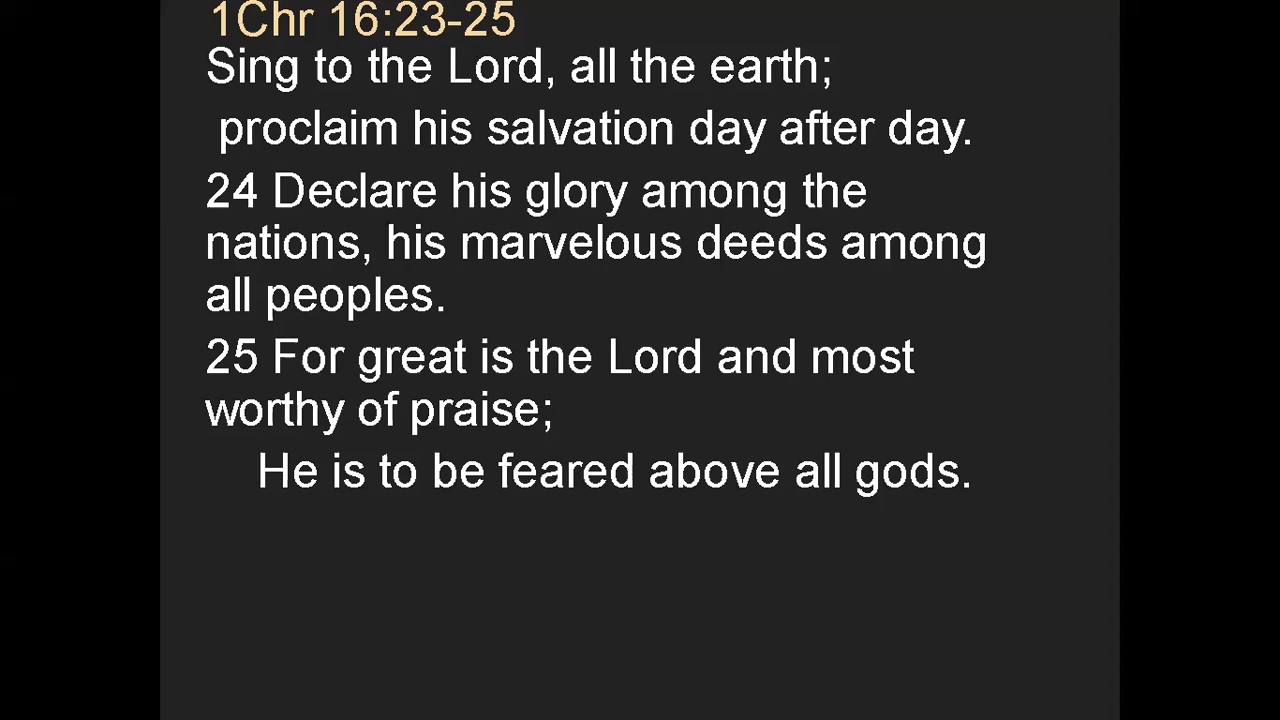 1Chr 16:23-25
Sing to the Lord, all the earth;
proclaim his salvation day after day.
24 Declare his glory among the
nations, his marvelous deeds among
all peoples.
25 For great is the Lord and most
worthy of praise;
He is to be feared above all gods.